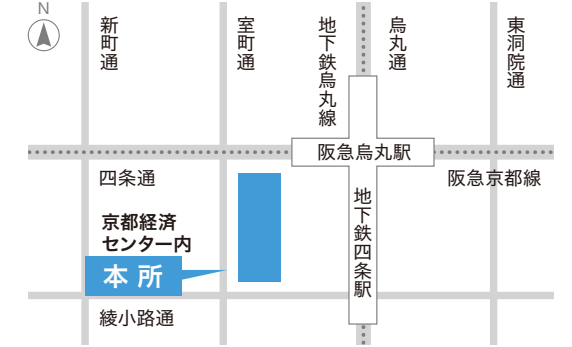 N
新町通
室町通
地下鉄烏丸線
烏丸通
東洞院通
阪急烏丸駅
四条通
阪急京都線
地下鉄四条駅
京都経済
センター内
本所
綾小路通